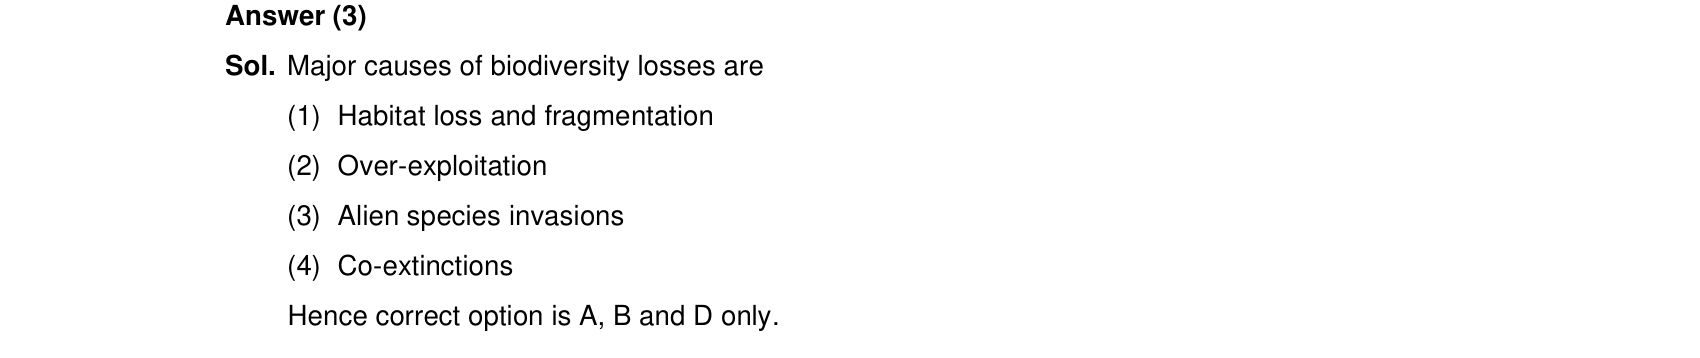 Answer (3)
Sol. Major causes of biodiversity losses are
(1) Habitat loss and fragmentation
(2) Over-exploitation
(3) Alien species invasions
(4) Co-extinctions
Hence correct option is A, B and D only.